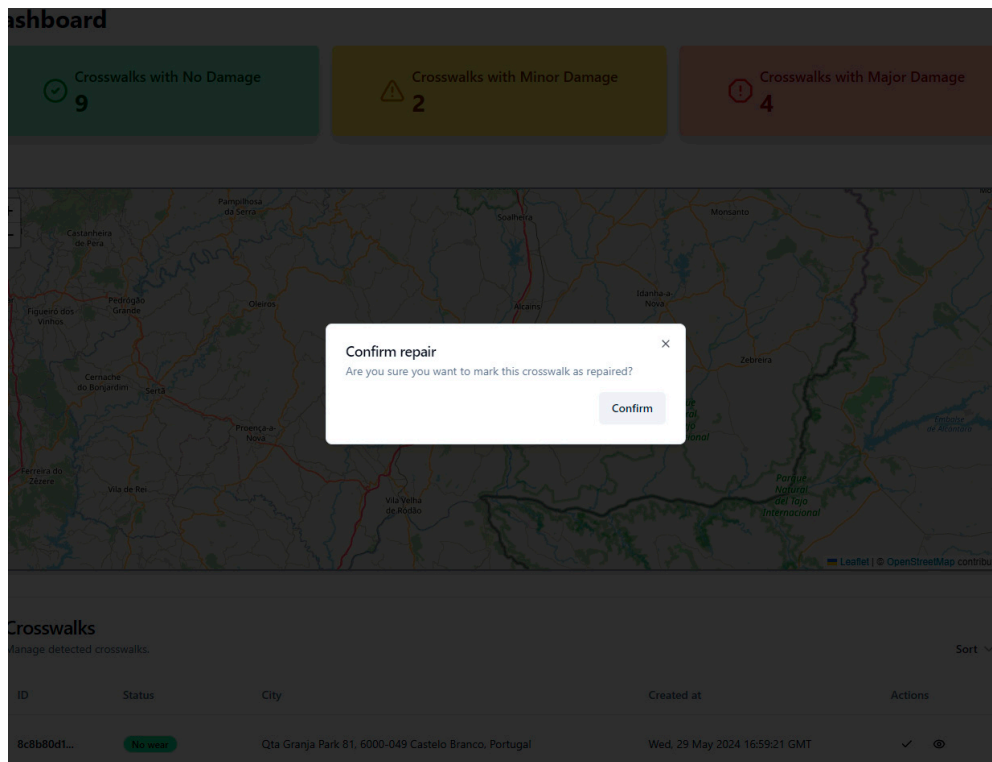 ashboard
Crosswalks with No Damage
9
Crosswalks with Minor Damage
2
Crosswalks with Major Damage
4
Pampilhosa
da Serra
Soalheira
Monsanto
Castanheira
de Pera
Pedrógão
Grande
Figueiró dos
Vinhos
Oleiros
Alcains
Idanha-a-
Nova
Zebreira
Cernache
do Bonjardim
Sertã
Proença-a-
Nova
Confirm repair
Are you sure you want to mark this crosswalk as repaired?
Confirm
Ferreira do
Zêzere
Vila de Rei
Vila Velha
de Ródão
Parque
Natural
del Tajo
Internacional
Embalse
de Alcántara
Leaflet | © OpenStreetMap contribu
Crosswalks
Manage detected crosswalks.
Sort
ID
Status
City
Created at
Actions
8c8b80d1...
No wear
Qta Granja Park 81, 6000-049 Castelo Branco, Portugal
Wed, 29 May 2024 16:59:21 GMT